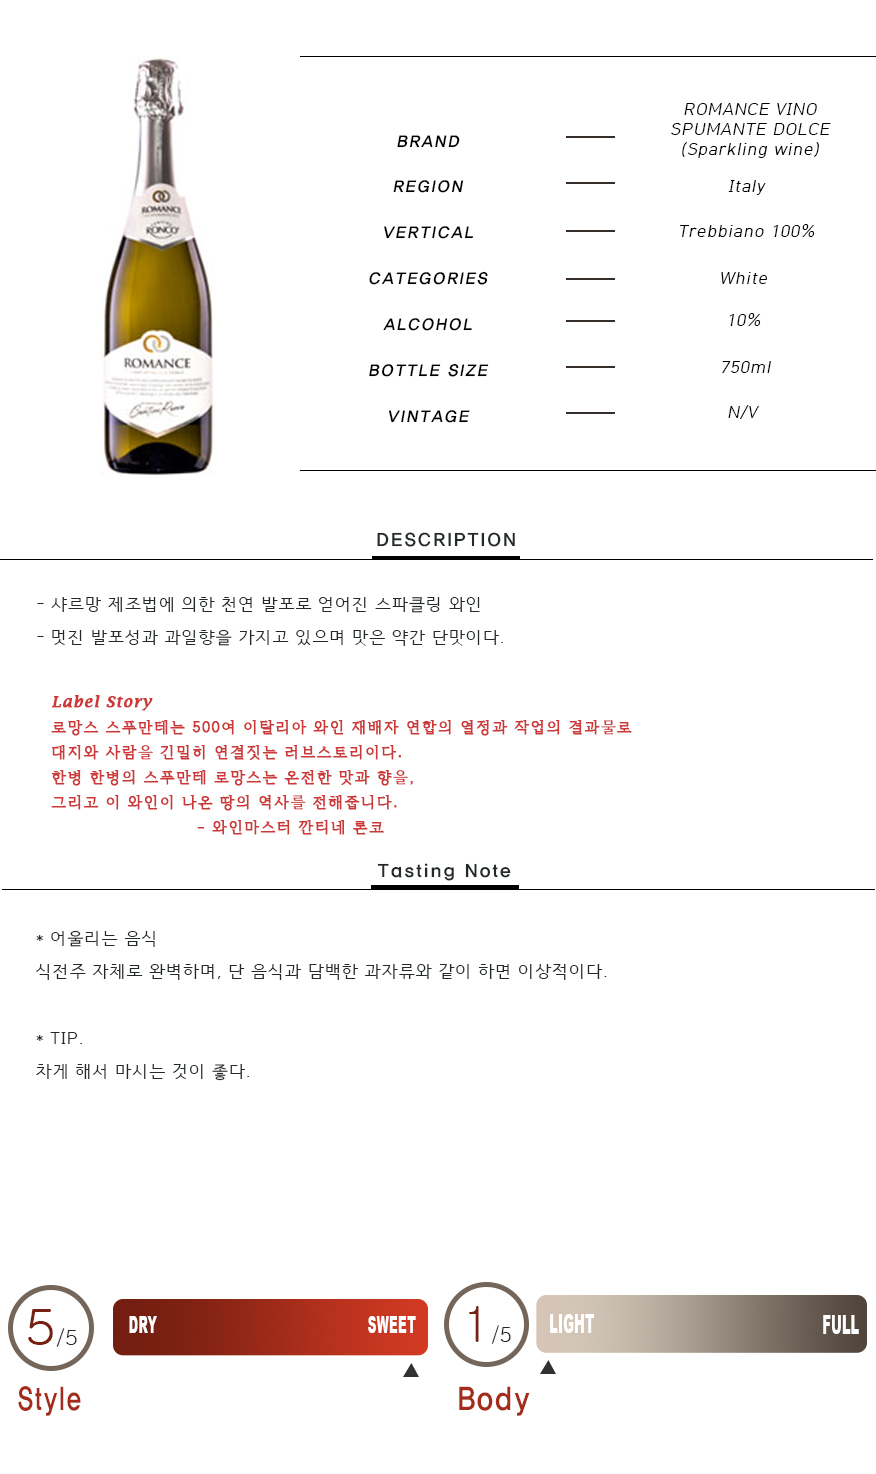 ROMANCE
RONCO
ROMANCE
BRAND
ROMANCE VINO
SPUMANTE DOLCE
(Sparkling wine)
REGION Italy
VERTICAL Trebbiano 100%
CATEGORIES White
ALCOHOL 10%
BOTTLE SIZE 750ml
VINTAGE N/V
DESCRIPTION
- 샤르망 제조법에 의한 천연 발포로 얻어진 스파클링 와인
- 멋진 발포성과 과일향을 가지고 있으며 맛은 약간 단맛이다.
Label Story
로망스 스푸만테는 500여 이탈리아 와인 재배자 연합의 열정과 작업의 결과물로
대지와 사람을 긴밀히 연결짓는 러브스토리이다.
한병 한병의 스푸만테 로망스는 온전한 맛과 향을,
그리고 이 와인이 나온 땅의 역사를 전해줍니다.
- 와인마스터 깐티네 론코
Tasting Note
* 어울리는 음식
식전주 자체로 완벽하며, 단 음식과 담백한 과자류와 같이 하면 이상적이다.
* TIP.
차게 해서 마시는 것이 좋다.
5/5 DRY SWEET
Style
1/5 LIGHT FULL
Body